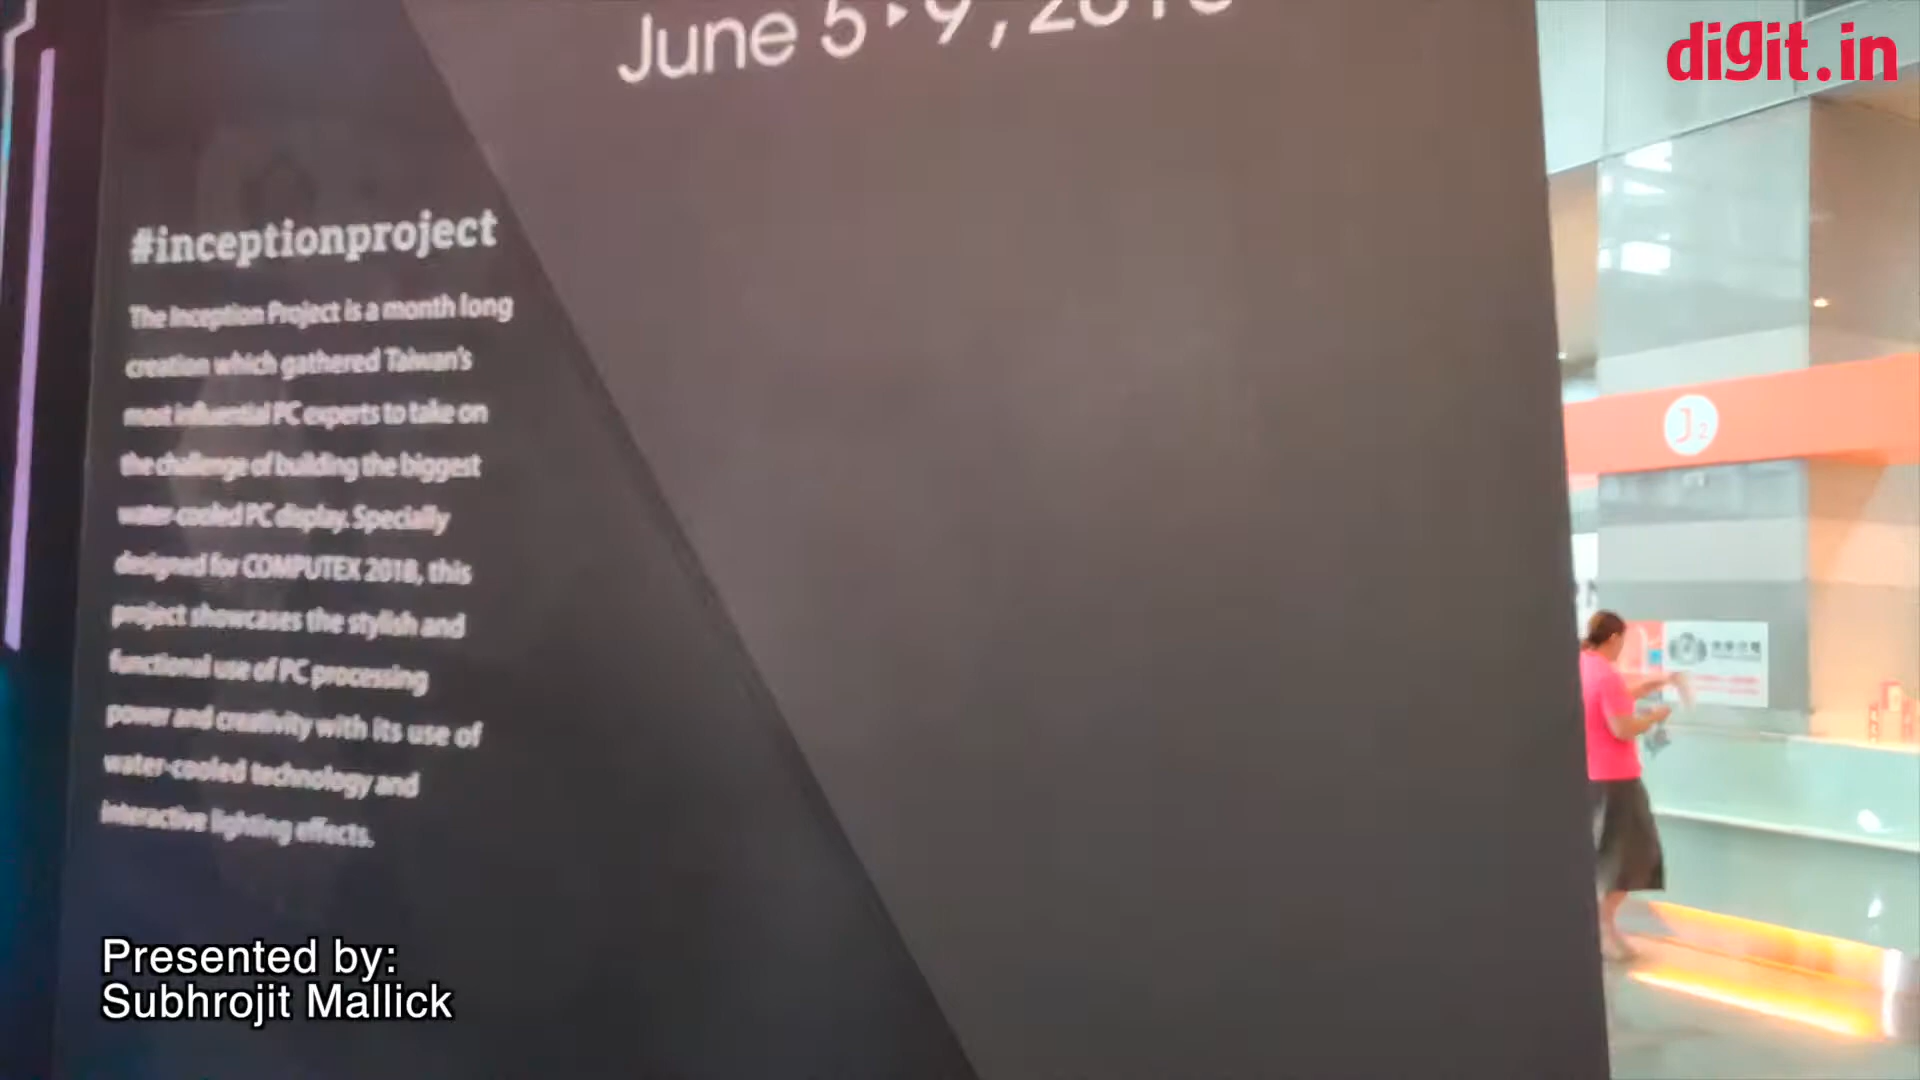 June 5 - 9, 2018
digit.in
#inceptionproject
The Inception Project is a month long
creation which gathered Taiwan's
most influential PC experts to take on
the challenge of building the biggest
water-cooled PC display. Specially
designed for COMPUTEX 2018, this
project showcases the stylish and
functional use of PC processing
power and creativity with its use of
water-cooled technology and
interactive lighting effects.
J2
Presented by:
Subhrojit Mallick